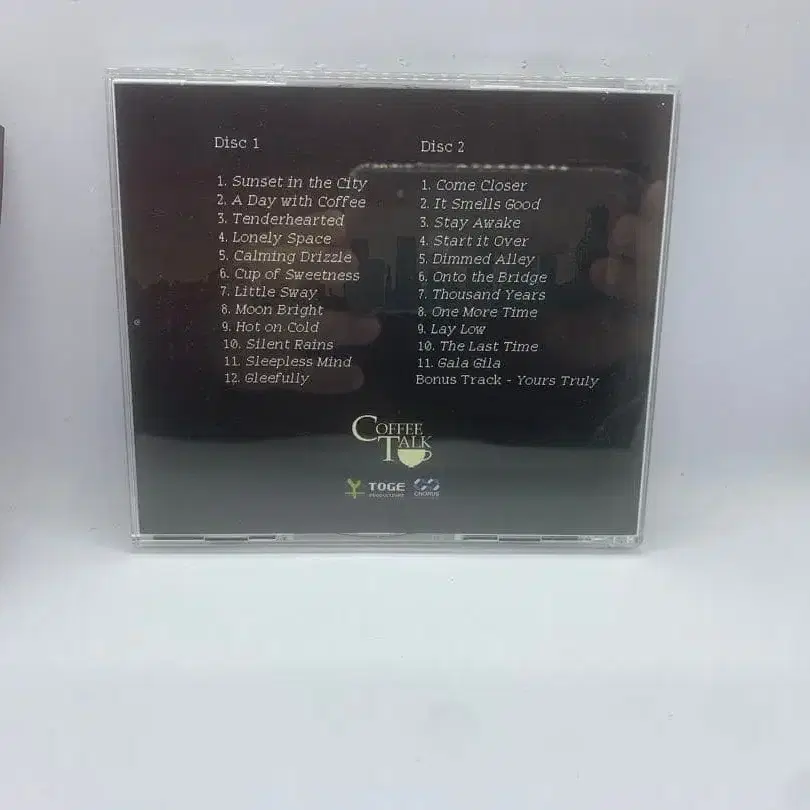 Disc 1
1. Sunset in the City
2. A Day with Coffee
3. Tenderhearted
4. Lonely Space
5. Calming Drizzle
6. Cup of Sweetness
7. Little Sway
8. Moon Bright
9. Hot on Cold
10. Silent Rains
11. Sleepless Mind
12. Gleefully
Disc 2
1. Come Closer
2. It Smells Good
3. Stay Awake
4. Start it Over
5. Dimmed Alley
6. Onto the Bridge
7. Thousand Years
8. One More Time
9. Lay Low
10. The Last Time
11. Gala Gila
Bonus Track - Yours Truly
COFFEE
TALK
TOGE
PRODUCTIONS
CHORUS